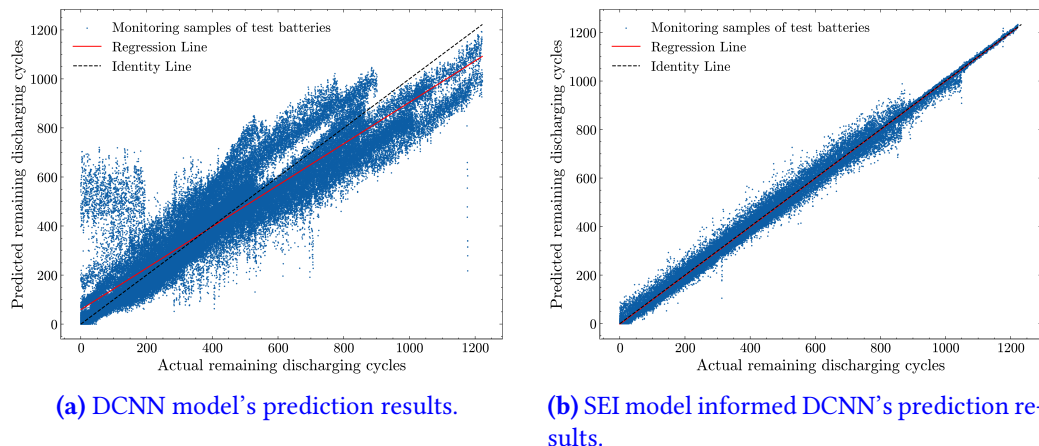 Monitoring samples of test batteries
Regression Line
Identity Line
Predicted remaining discharging cycles
1200
1000
800
600
400
200
0
0 200 400 600 800 1000 1200
Actual remaining discharging cycles
(a) DCNN model's prediction results.
Monitoring samples of test batteries
Regression Line
Identity Line
Predicted remaining discharging cycles
1200
1000
800
600
400
200
0
0 200 400 600 800 1000 1200
Actual remaining discharging cycles
(b) SEI model informed DCNN's prediction re-
sults.